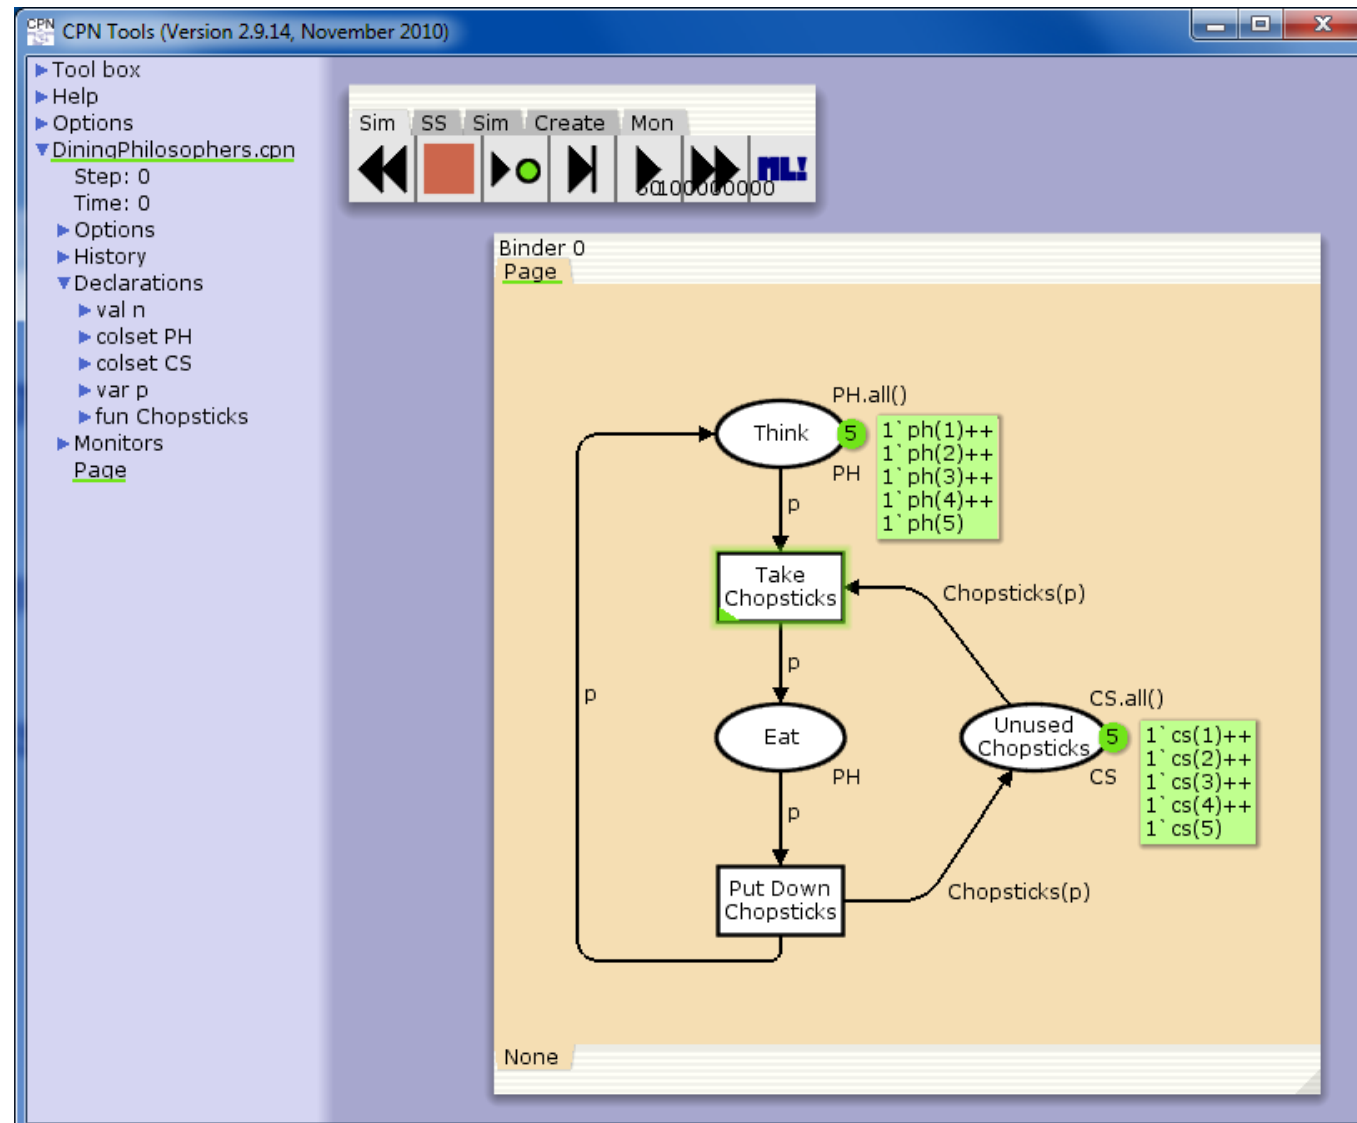 CPN
CPN Tools (Version 2.9.14, November 2010)
Tool box
Help
Options
DiningPhilosophers.cpn
Step: 0
Time: 0
Options
History
Declarations
val n
colset PH
colset CS
var p
fun Chopsticks
Monitors
Page
Sim SS Sim Create Mon
ML!
Binder 0
Page
PH.all()
Think
5
1`ph(1)++
1`ph(2)++
1`ph(3)++
1`ph(4)++
1`ph(5)
PH
p
Take
Chopsticks
Chopsticks(p)
p
p
CS.all()
Unused
Chopsticks
5
1`cs(1)++
1`cs(2)++
1`cs(3)++
1`cs(4)++
1`cs(5)
CS
Eat
PH
p
Put Down
Chopsticks
Chopsticks(p)
None